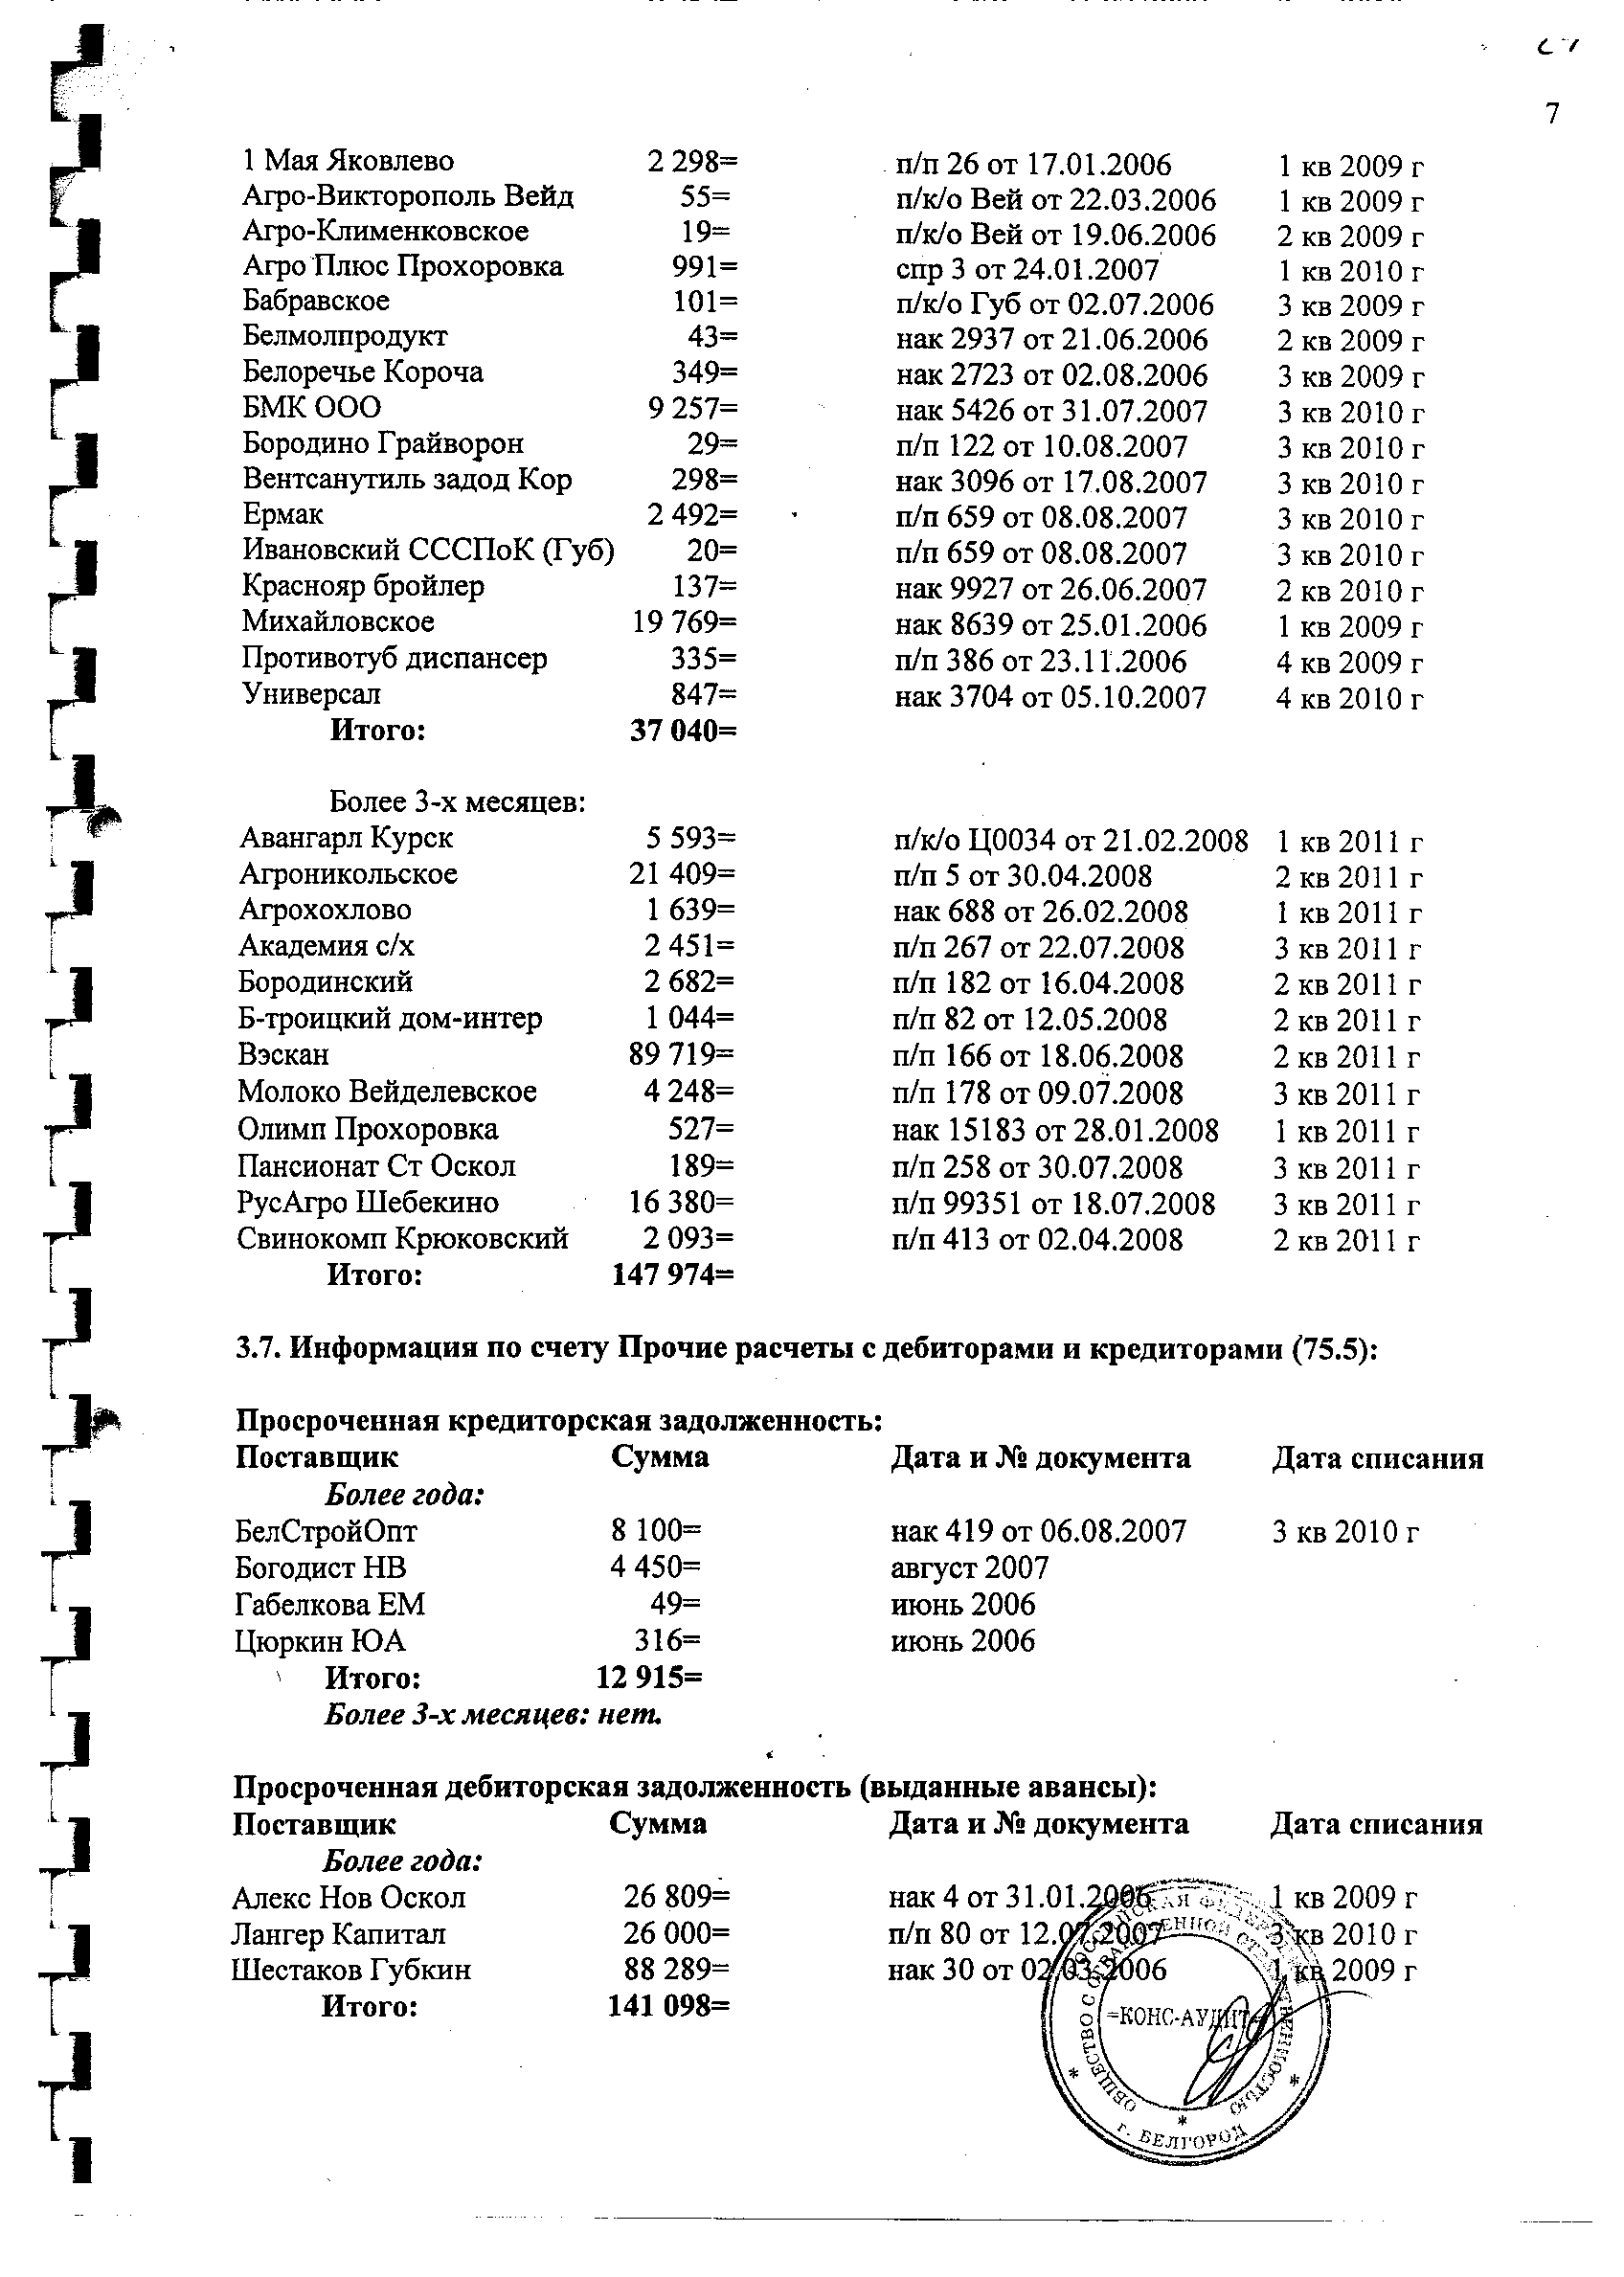 7
1 Мая Яковлево 2 298= п/п 26 от 17.01.2006 1 кв 2009 г
Агро-Викторополь Вейд 55= п/к/о Вей от 22.03.2006 1 кв 2009 г
Агро-Клименковское 19= п/к/о Вей от 19.06.2006 2 кв 2009 г
Агро Плюс Прохоровка 991= спр 3 от 24.01.2007 1 кв 2010 г
Бабравское 101= п/к/о Губ от 02.07.2006 3 кв 2009 г
Белмолпродукт 43= нак 2937 от 21.06.2006 2 кв 2009 г
Белоречье Короча 349= нак 2723 от 02.08.2006 3 кв 2009 г
БМК ООО 9 257= нак 5426 от 31.07.2007 3 кв 2010 г
Бородино Грайворон 29= п/п 122 от 10.08.2007 3 кв 2010 г
Вентсанутиль задод Кор 298= нак 3096 от 17.08.2007 3 кв 2010 г
Ермак 2 492= п/п 659 от 08.08.2007 3 кв 2010 г
Ивановский СССПоК (Губ) 20= п/п 659 от 08.08.2007 3 кв 2010 г
Краснояр бройлер 137= нак 9927 от 26.06.2007 2 кв 2010 г
Михайловское 19 769= нак 8639 от 25.01.2006 1 кв 2009 г
Противотуб диспансер 335= п/п 386 от 23.11.2006 4 кв 2009 г
Универсал 847= нак 3704 от 05.10.2007 4 кв 2010 г
Итого: 37 040=
Более 3-х месяцев:
Авангарл Курск 5 593= п/к/о Ц0034 от 21.02.2008 1 кв 2011 г
Агроникольское 21 409= п/п 5 от 30.04.2008 2 кв 2011 г
Агрохохлово 1 639= нак 688 от 26.02.2008 1 кв 2011 г
Академия с/х 2 451= п/п 267 от 22.07.2008 3 кв 2011 г
Бородинский 2 682= п/п 182 от 16.04.2008 2 кв 2011 г
Б-троицкий дом-интер 1 044= п/п 82 от 12.05.2008 2 кв 2011 г
Вэскан 89 719= п/п 166 от 18.06.2008 2 кв 2011 г
Молоко Вейделевское 4 248= п/п 178 от 09.07.2008 3 кв 2011 г
Олимп Прохоровка 527= нак 15183 от 28.01.2008 1 кв 2011 г
Пансионат Ст Оскол 189= п/п 258 от 30.07.2008 3 кв 2011 г
РусАгро Шебекино 16 380= п/п 99351 от 18.07.2008 3 кв 2011 г
Свинокомп Крюковский 2 093= п/п 413 от 02.04.2008 2 кв 2011 г
Итого: 147 974=
3.7. Информация по счету Прочие расчеты с дебиторами и кредиторами (75.5):
Просроченная кредиторская задолженность:
Поставщик Сумма Дата и № документа Дата списания
Более года:
БелСтройОпт 8 100= нак 419 от 06.08.2007 3 кв 2010 г
Богодист НВ 4 450= август 2007
Габелкова ЕМ 49= июнь 2006
Цюркин ЮА 316= июнь 2006
Итого: 12 915=
Более 3-х месяцев: нет.
Просроченная дебиторская задолженность (выданные авансы):
Поставщик Сумма Дата и № документа Дата списания
Более года:
Алекс Нов Оскол 26 809= нак 4 от 31.01.2006 1 кв 2009 г
Лангер Капитал 26 000= п/п 80 от 12.07.2007 3 кв 2010 г
Шестаков Губкин 88 289= нак 30 от 02.03.2006 1 кв 2009 г
Итого: 141 098=
РОССИЙСКАЯ ФЕДЕРАЦИЯ
ОБЩЕСТВО С ОГРАНИЧЕННОЙ ОТВЕТСТВЕННОСТЬЮ
=КОНС-АУДИТ=
г. БЕЛГОРОД